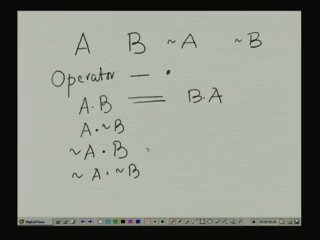 A B ~A ~B
Operator — •
A.B = B.A
A.~B
~A.B
~A.~B